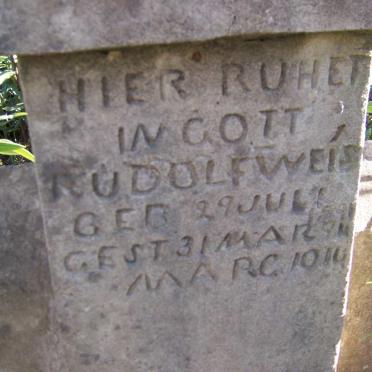 HIER RUHET
IN GOTT
RUDOLF WEIS
GEB 29 JULI
GEST 31 MAR
MARC. 10 14